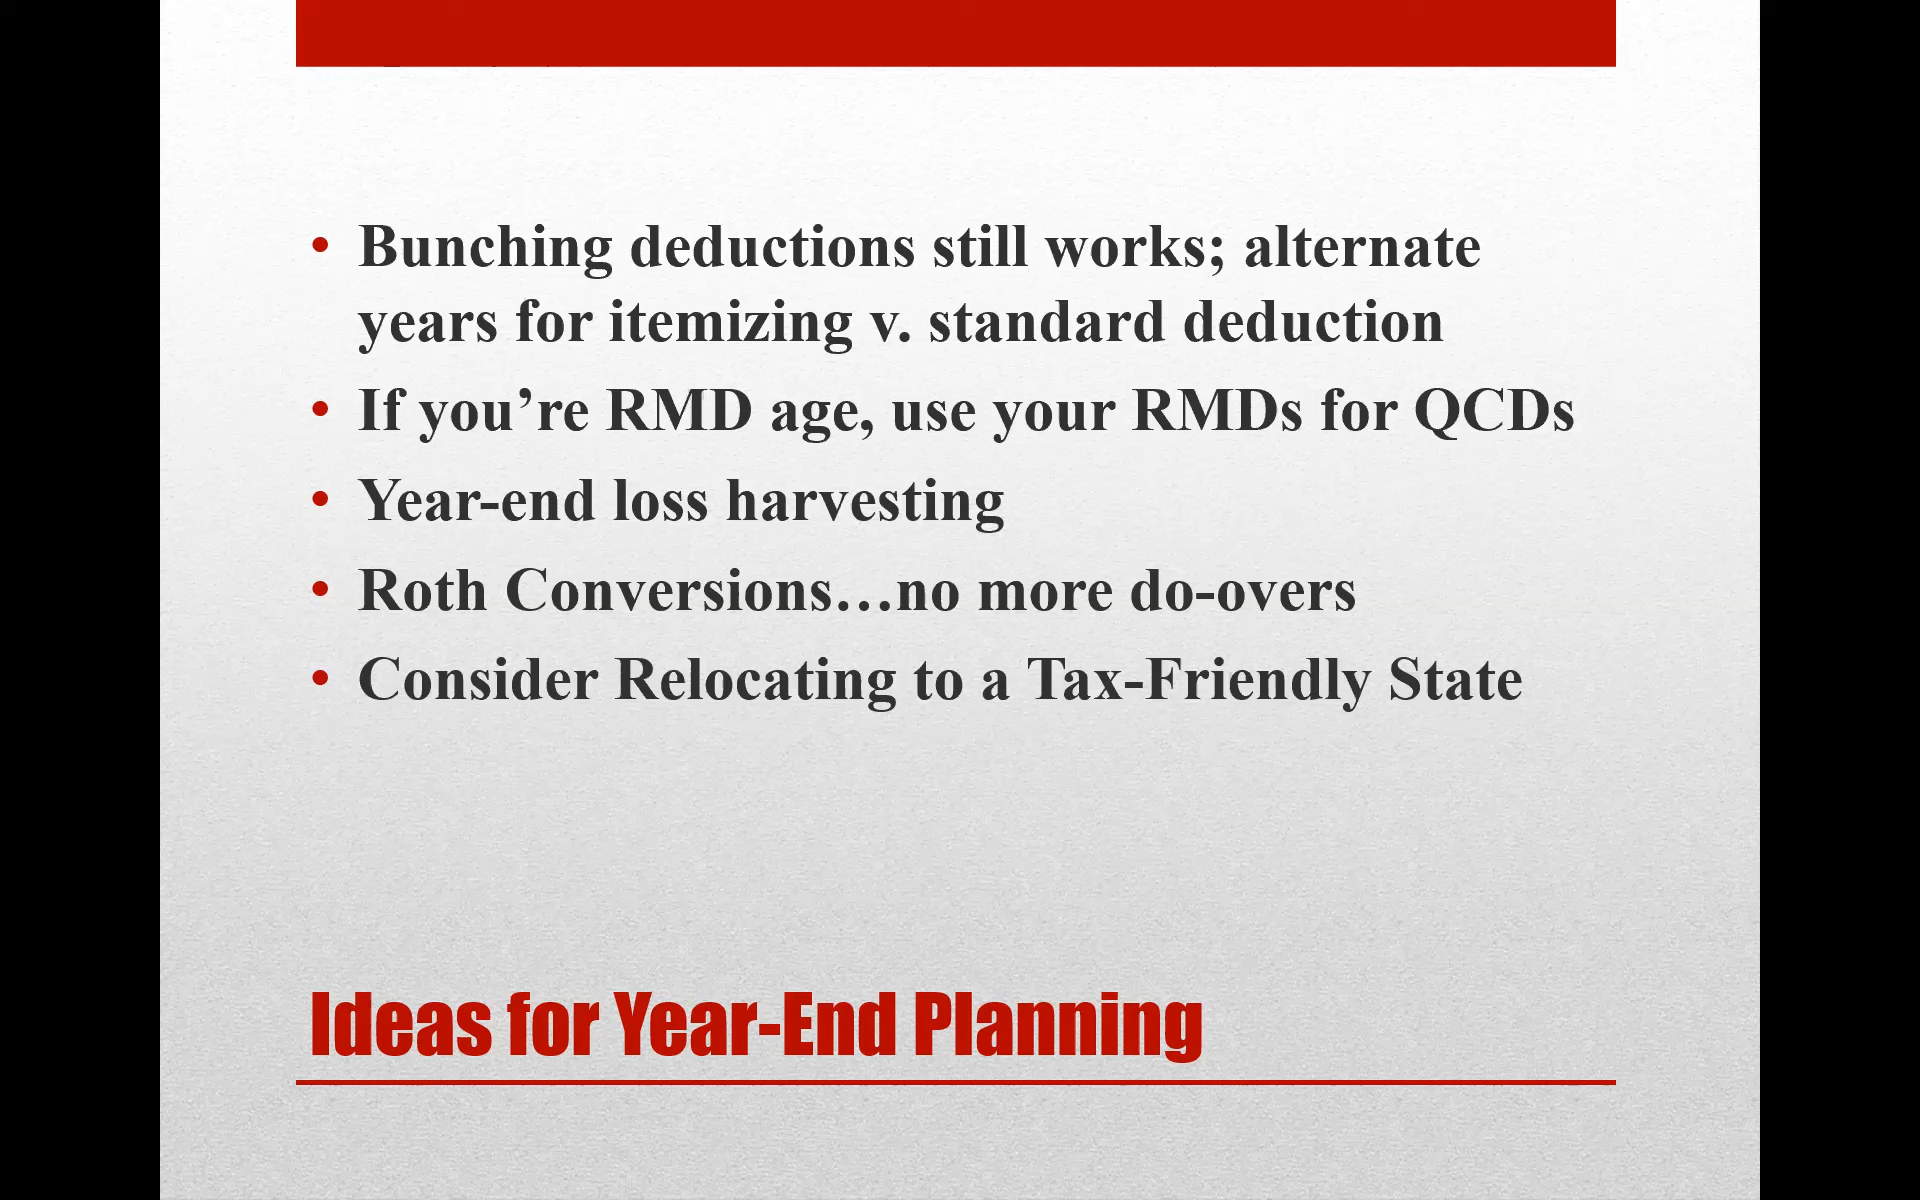 • Bunching deductions still works; alternate
years for itemizing v. standard deduction
• If you’re RMD age, use your RMDs for QCDs
• Year-end loss harvesting
• Roth Conversions…no more do-overs
• Consider Relocating to a Tax-Friendly State
Ideas for Year-End Planning